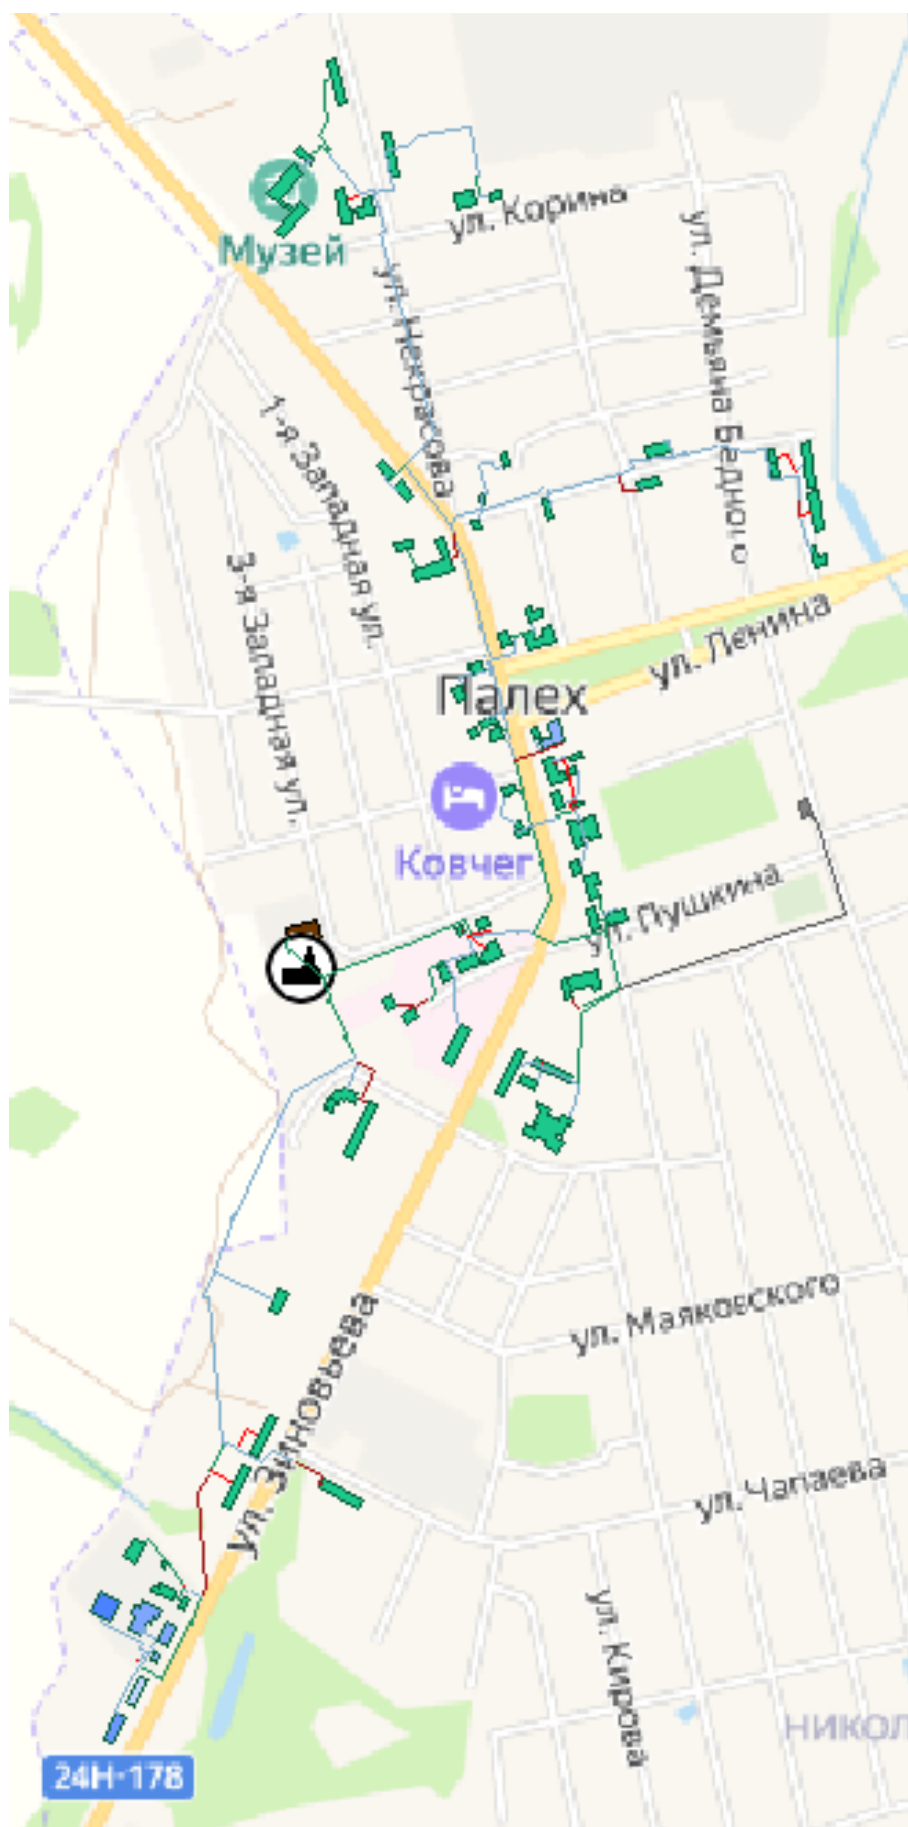 ул. Корина
Музей
ул. Некрасова
ул. Демьяна Бедного
1-я Западная ул.
3-я Западная ул.
ул. Ленина
Палех
Ковчег
ул. Пушкина
ул. Маяковского
ул. Зиновьева
ул. Чапаева
ул. Кирова
НИКОЛ
24Н-178